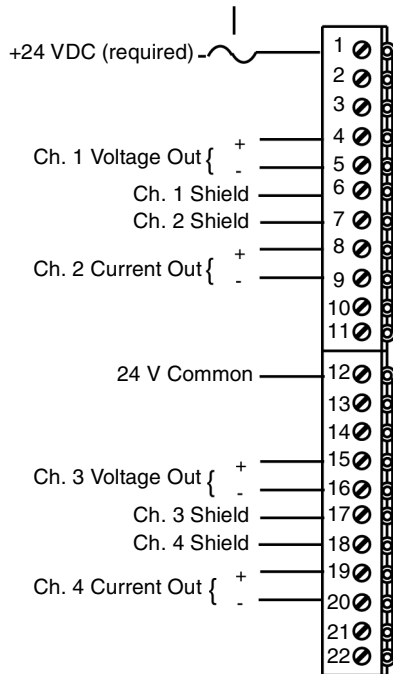 +24 VDC (required) 1
2
3
+ 4
Ch. 1 Voltage Out {
- 5
Ch. 1 Shield 6
Ch. 2 Shield 7
+ 8
Ch. 2 Current Out {
- 9
10
11
24 V Common 12
13
14
+ 15
Ch. 3 Voltage Out {
- 16
Ch. 3 Shield 17
Ch. 4 Shield 18
+ 19
Ch. 4 Current Out {
- 20
21
22